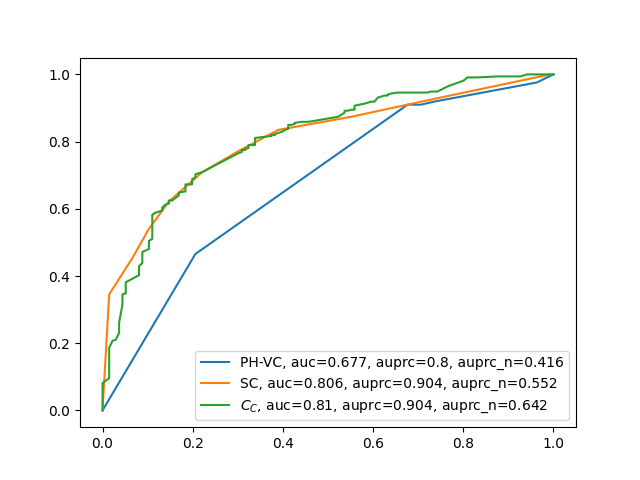 1.0
0.8
0.6
0.4
0.2
0.0
PH-VC, auc=0.677, auprc=0.8, auprc_n=0.416
SC, auc=0.806, auprc=0.904, auprc_n=0.552
C_C, auc=0.81, auprc=0.904, auprc_n=0.642
0.0 0.2 0.4 0.6 0.8 1.0